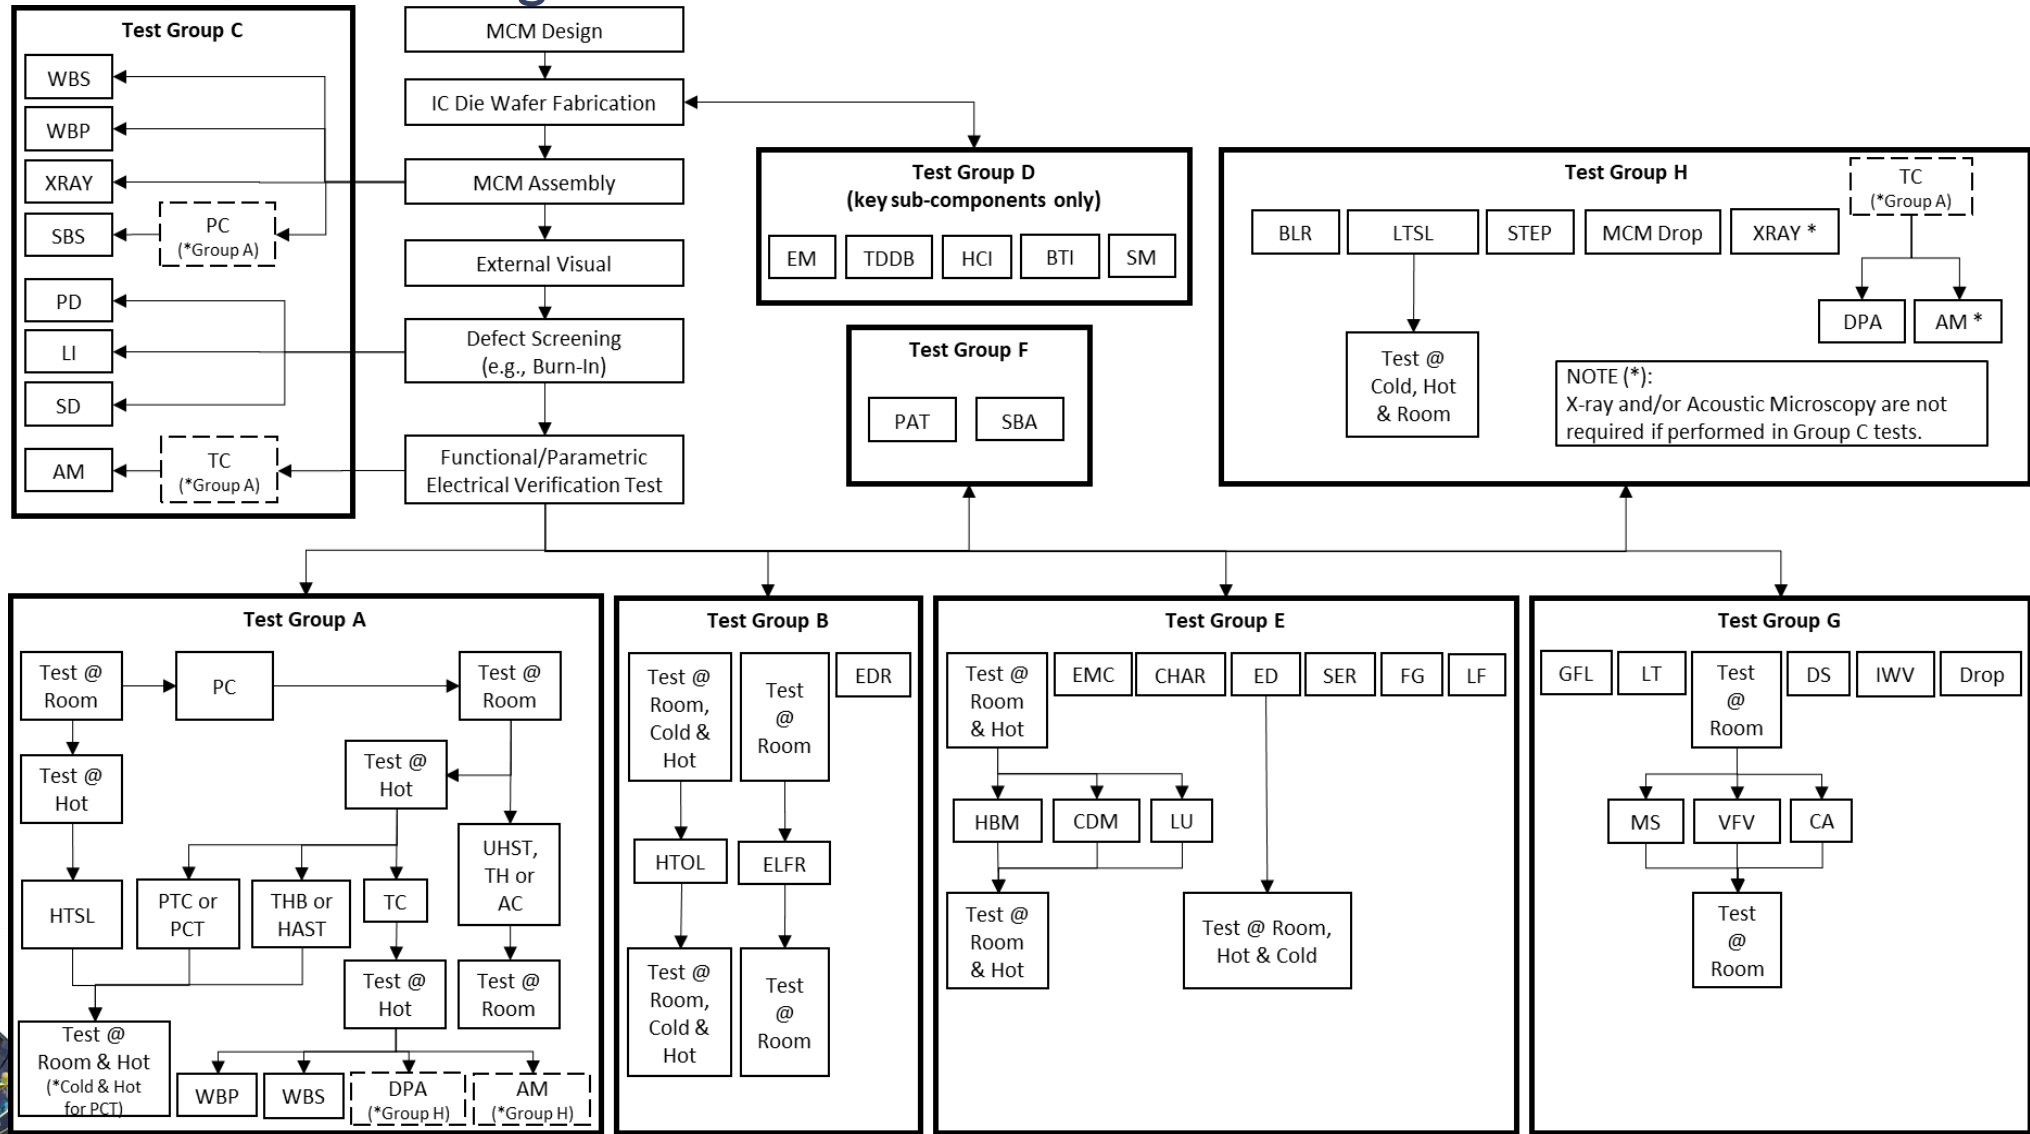 Test Group C
WBS
WBP
XRAY
SBS
PC
(*Group A)
PD
LI
SD
AM
TC
(*Group A)
MCM Design
IC Die Wafer Fabrication
MCM Assembly
External Visual
Defect Screening
(e.g., Burn-In)
Functional/Parametric
Electrical Verification Test
Test Group D
(key sub-components only)
EM
TDDB
HCI
BTI
SM
Test Group F
PAT
SBA
Test Group H
TC
(*Group A)
BLR
LTSL
STEP
MCM Drop
XRAY *
DPA
AM *
Test @
Cold, Hot
& Room
NOTE (*):
X-ray and/or Acoustic Microscopy are not
required if performed in Group C tests.
Test Group A
Test @
Room
PC
Test @
Room
Test @
Hot
Test @
Hot
HTSL
PTC or
PCT
THB or
HAST
TC
UHST,
TH or
AC
Test @
Hot
Test @
Room
Test @
Room & Hot
(*Cold & Hot
for PCT)
WBP
WBS
DPA
(*Group H)
AM
(*Group H)
Test Group B
Test @
Room,
Cold &
Hot
Test
@
Room
EDR
HTOL
ELFR
Test @
Room,
Cold &
Hot
Test
@
Room
Test Group E
Test @
Room
& Hot
EMC
CHAR
ED
SER
FG
LF
HBM
CDM
LU
Test @
Room
& Hot
Test @ Room,
Hot & Cold
Test Group G
GFL
LT
Test
@
Room
DS
IWV
Drop
MS
VFV
CA
Test
@
Room